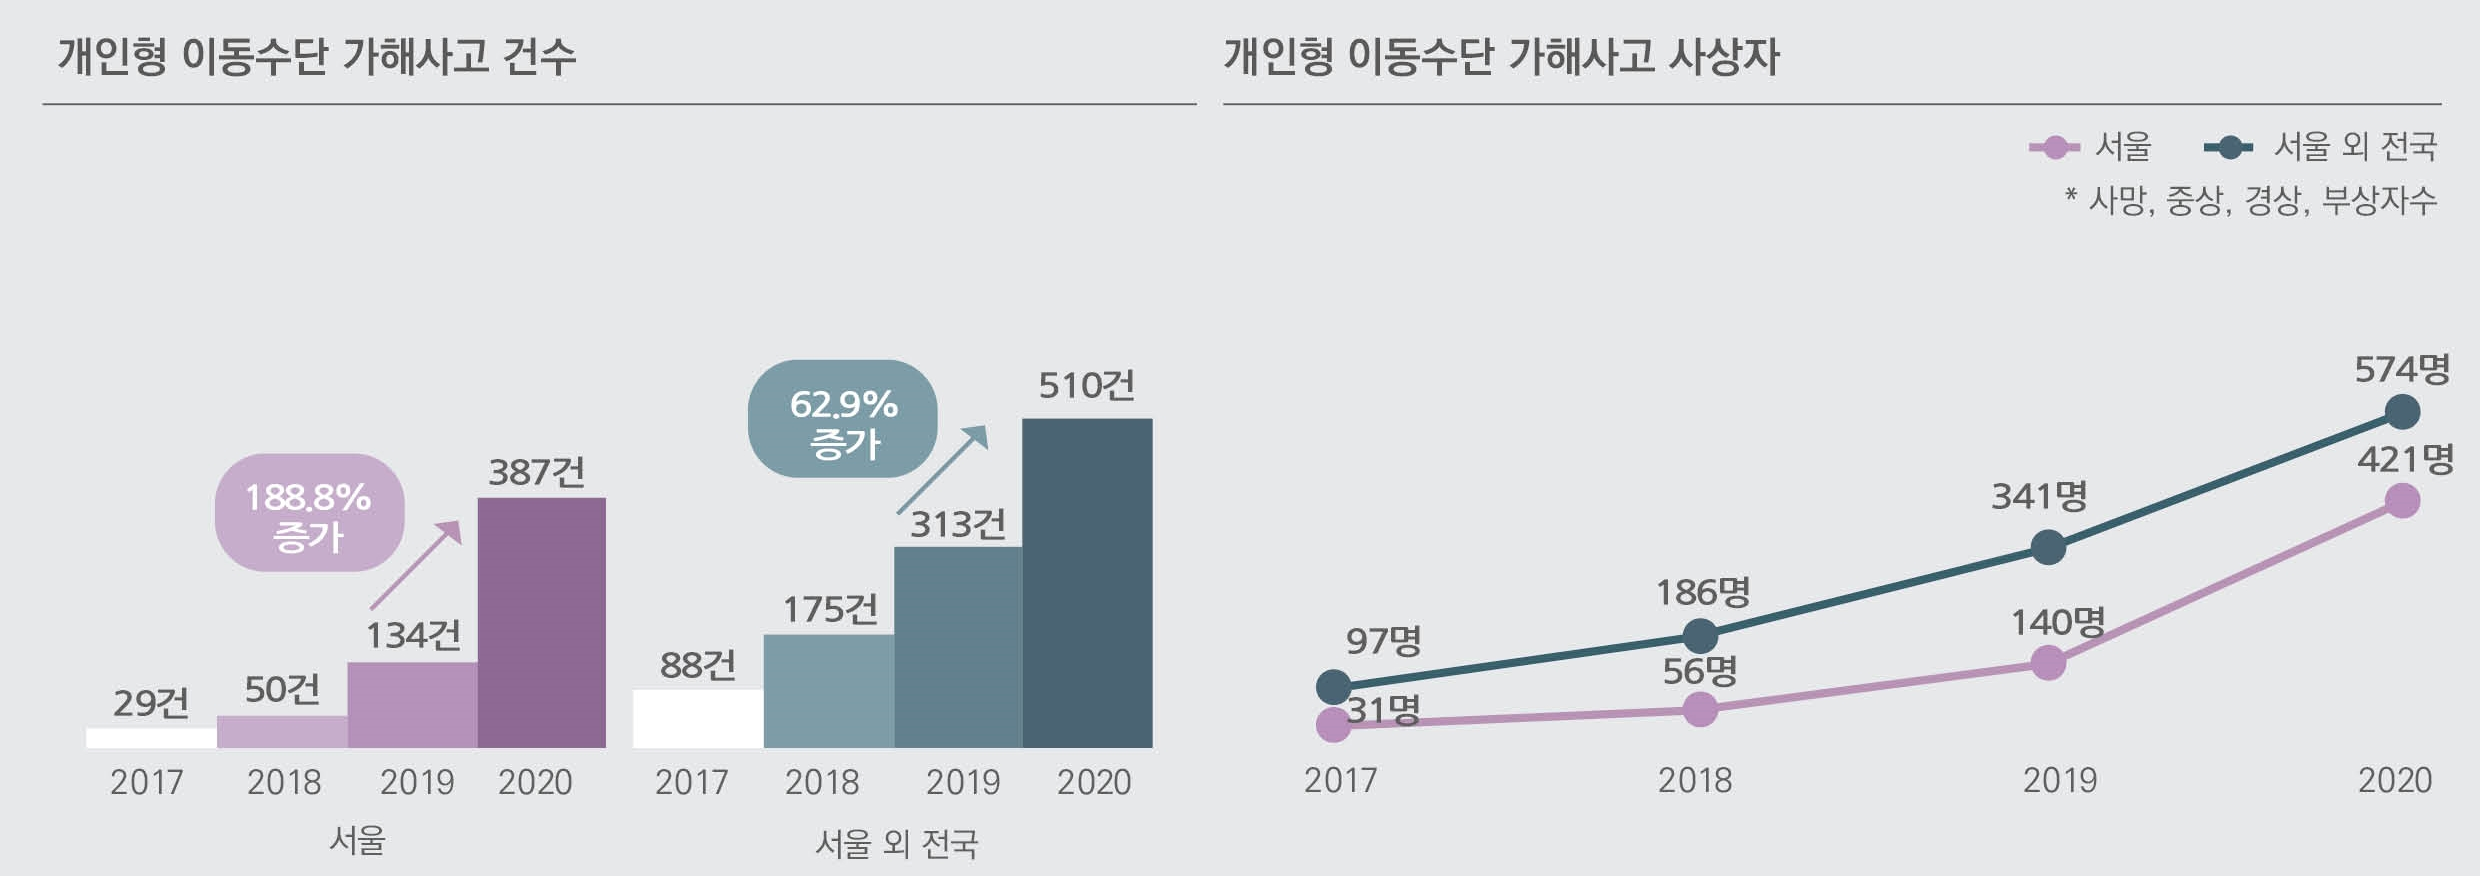 개인형 이동수단 가해사고 건수
188.8%
증가
29건
50건
134건
387건
2017
2018
2019
2020
서울
62.9%
증가
88건
175건
313건
510건
2017
2018
2019
2020
서울 외 전국
개인형 이동수단 가해사고 사상자
서울
서울 외 전국
* 사망, 중상, 경상, 부상자수
97명
186명
341명
574명
31명
56명
140명
421명
2017
2018
2019
2020